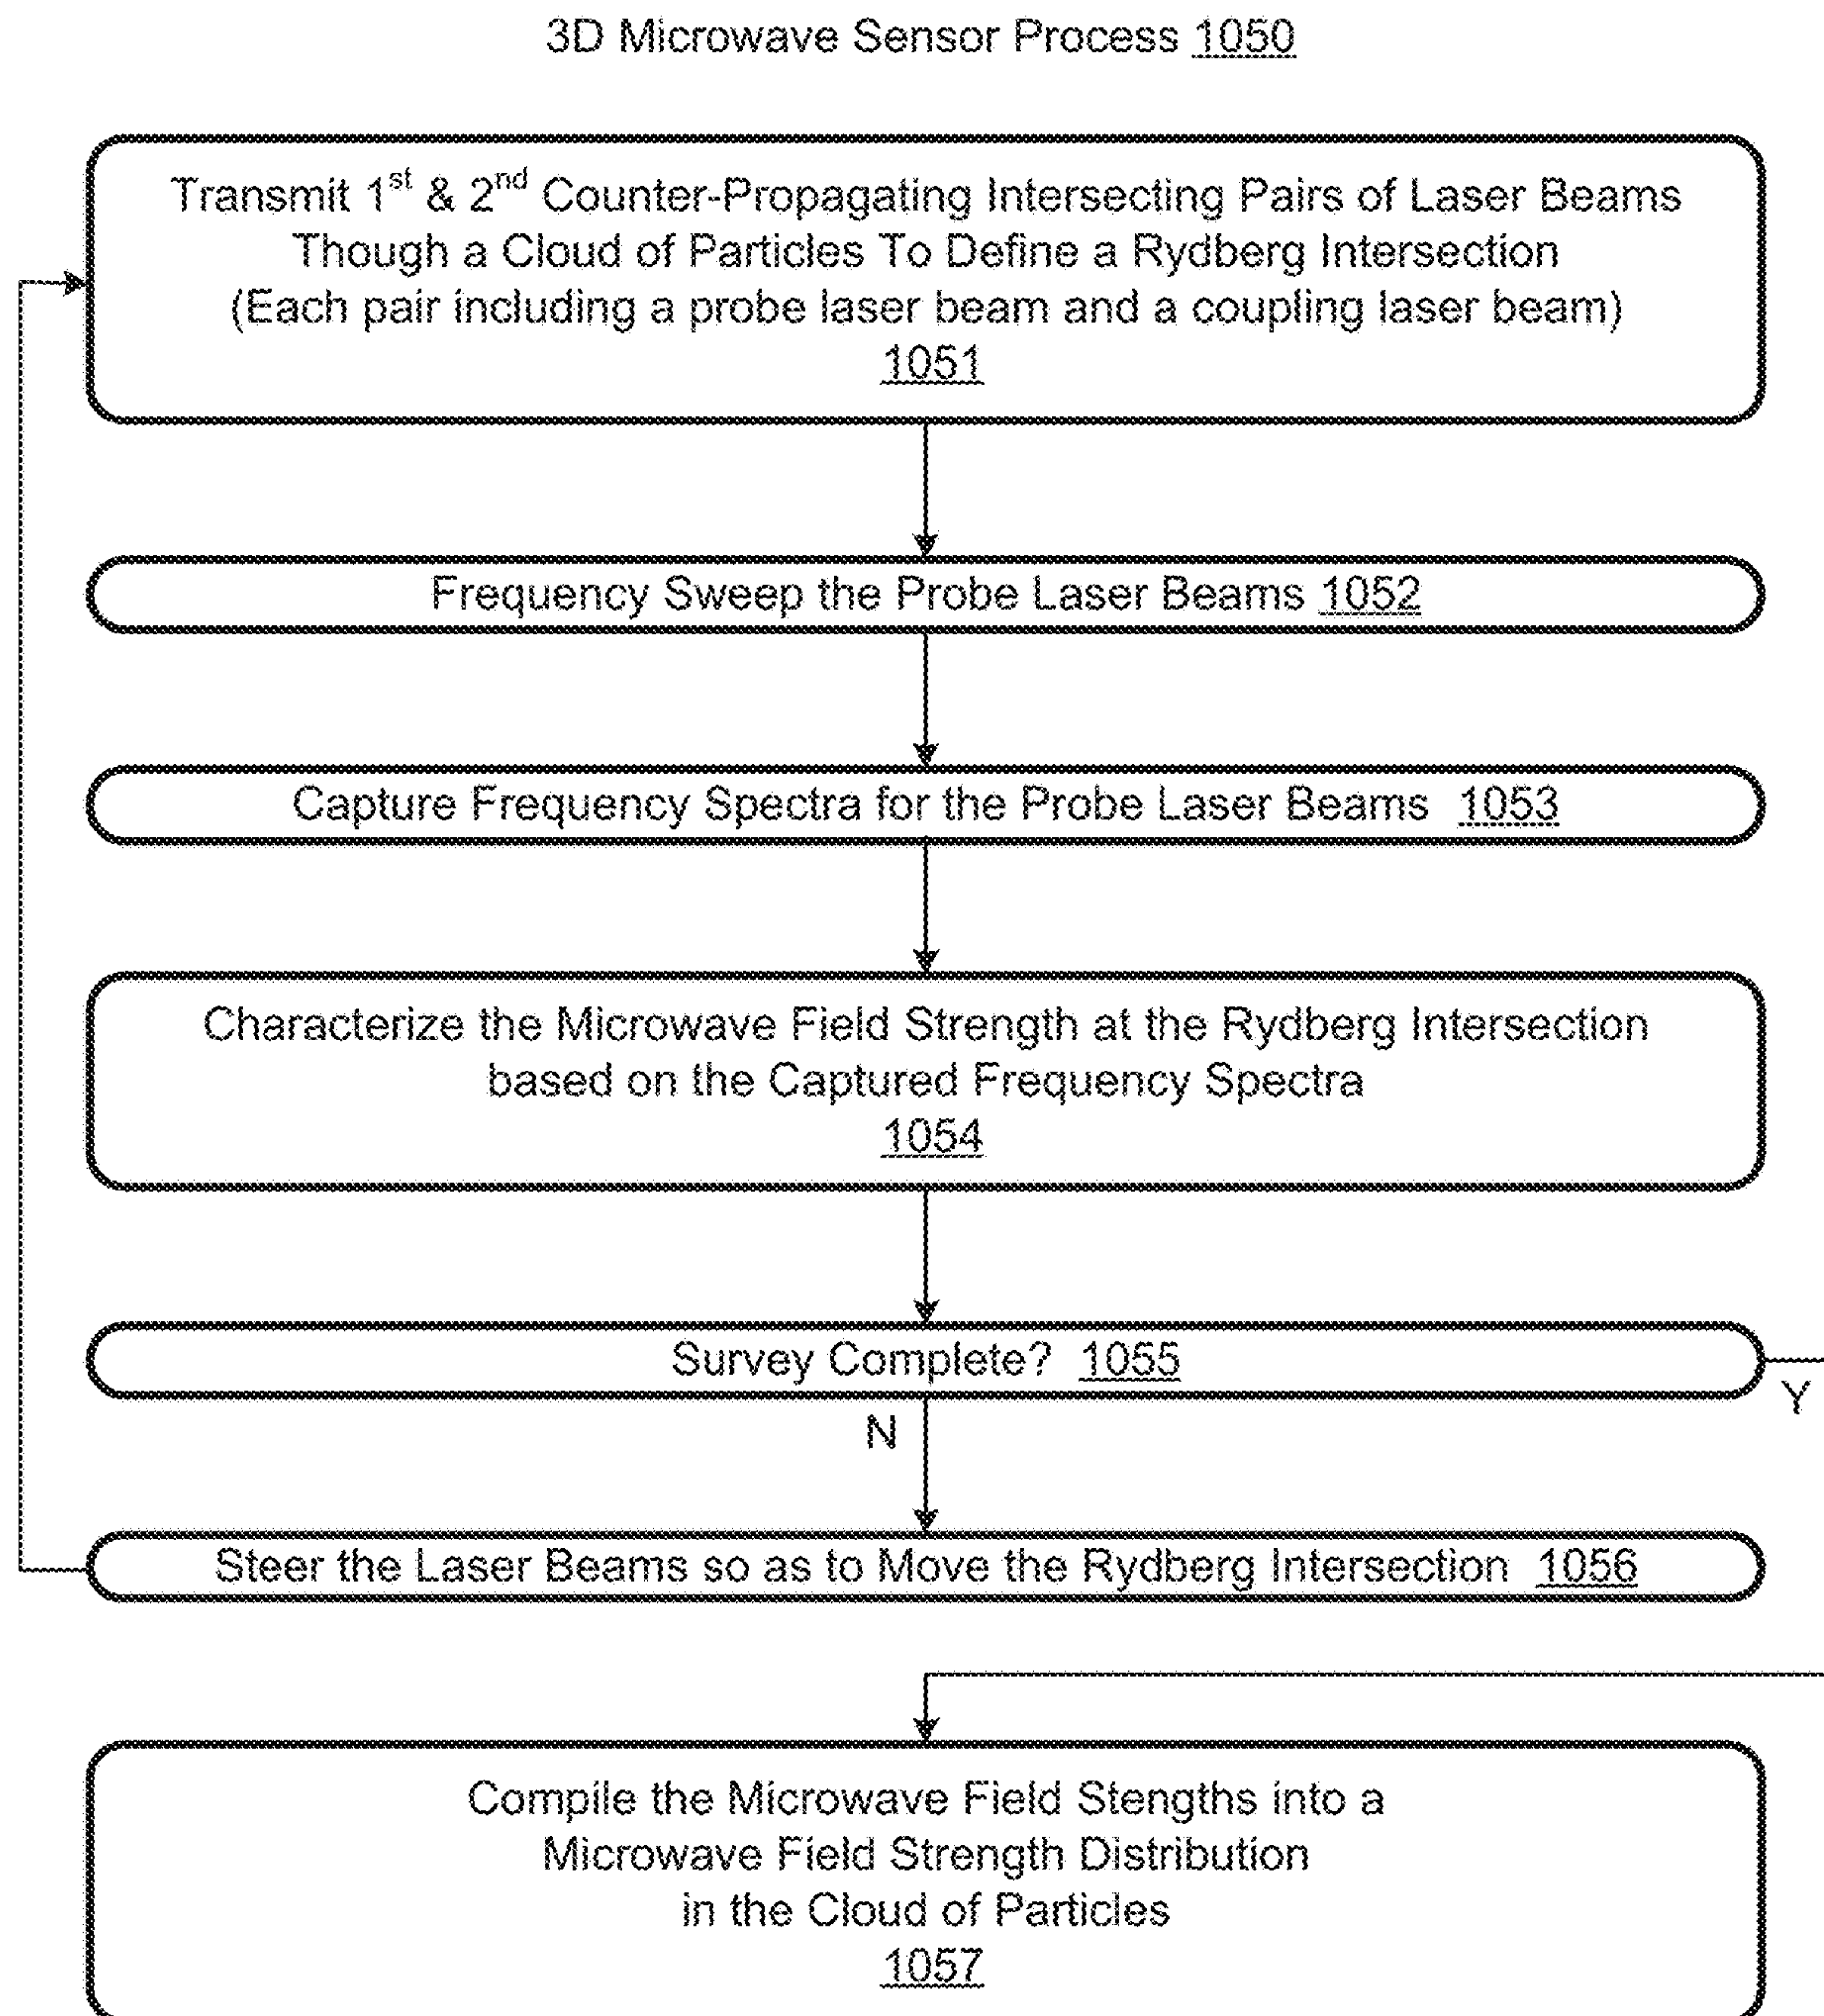 3D Microwave Sensor Process 1050
Transmit 1st & 2nd Counter-Propagating Intersecting Pairs of Laser Beams
Though a Cloud of Particles To Define a Rydberg Intersection
(Each pair including a probe laser beam and a coupling laser beam)
1051
Frequency Sweep the Probe Laser Beams 1052
Capture Frequency Spectra for the Probe Laser Beams 1053
Characterize the Microwave Field Strength at the Rydberg Intersection
based on the Captured Frequency Spectra
1054
Survey Complete? 1055
Y
N
Steer the Laser Beams so as to Move the Rydberg Intersection 1056
Compile the Microwave Field Stengths into a
Microwave Field Strength Distribution
in the Cloud of Particles
1057